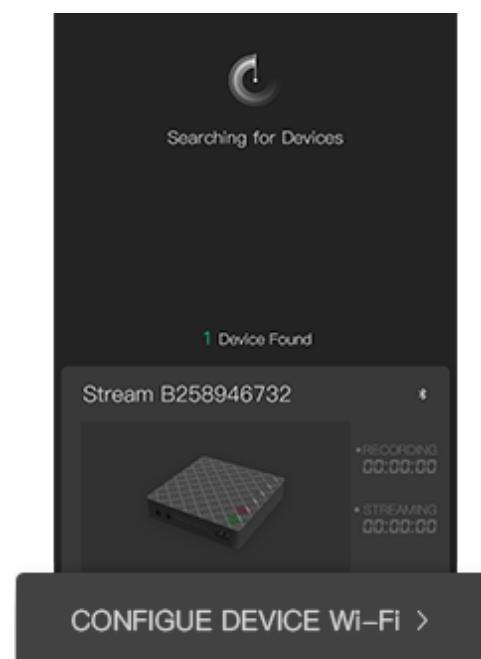 Searching for Devices
1 Device Found
Stream B258946732
•RECORDING
00:00:00
• STREAMING
00:00:00
CONFIGUE DEVICE Wi-Fi >